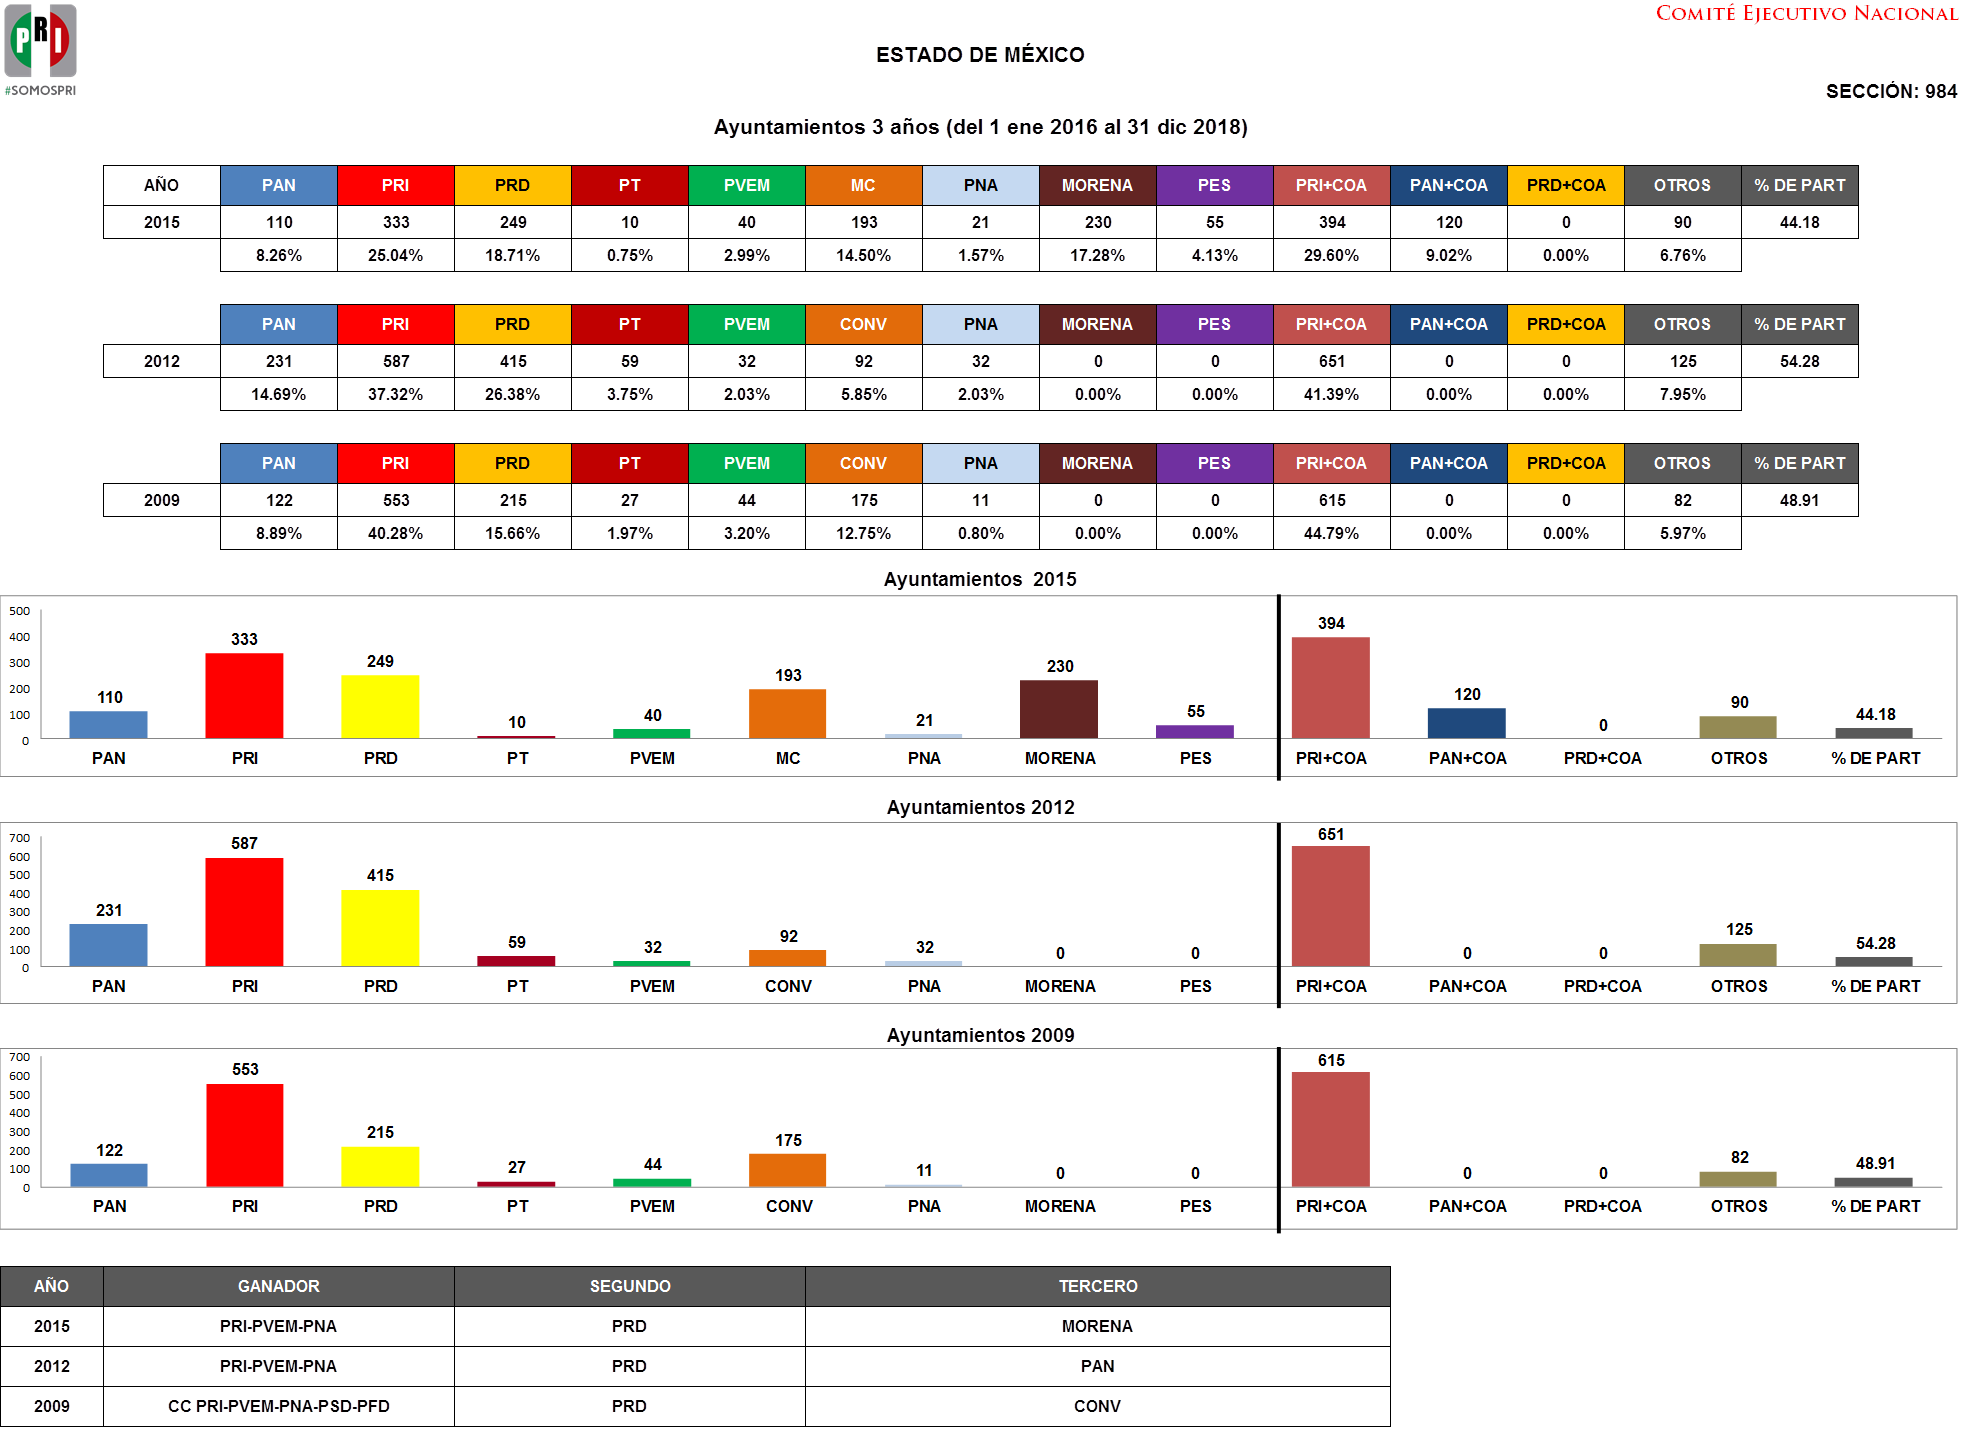 PRI
#SOMOSPRI
COMITÉ EJECUTIVO NACIONAL
ESTADO DE MÉXICO
SECCIÓN: 984
Ayuntamientos 3 años (del 1 ene 2016 al 31 dic 2018)
AÑO PAN PRI PRD PT PVEM MC PNA MORENA PES PRI+COA PAN+COA PRD+COA OTROS % DE PART
2015 110 333 249 10 40 193 21 230 55 394 120 0 90 44.18
8.26% 25.04% 18.71% 0.75% 2.99% 14.50% 1.57% 17.28% 4.13% 29.60% 9.02% 0.00% 6.76%
PAN PRI PRD PT PVEM CONV PNA MORENA PES PRI+COA PAN+COA PRD+COA OTROS % DE PART
2012 231 587 415 59 32 92 32 0 0 651 0 0 125 54.28
14.69% 37.32% 26.38% 3.75% 2.03% 5.85% 2.03% 0.00% 0.00% 41.39% 0.00% 0.00% 7.95%
PAN PRI PRD PT PVEM CONV PNA MORENA PES PRI+COA PAN+COA PRD+COA OTROS % DE PART
2009 122 553 215 27 44 175 11 0 0 615 0 0 82 48.91
8.89% 40.28% 15.66% 1.97% 3.20% 12.75% 0.80% 0.00% 0.00% 44.79% 0.00% 0.00% 5.97%
Ayuntamientos 2015
500
400
300
200
100
0
110 333 249 10 40 193 21 230 55 394 120 0 90 44.18
PAN PRI PRD PT PVEM MC PNA MORENA PES PRI+COA PAN+COA PRD+COA OTROS % DE PART
Ayuntamientos 2012
700
600
500
400
300
200
100
0
231 587 415 59 32 92 32 0 0 651 0 0 125 54.28
PAN PRI PRD PT PVEM CONV PNA MORENA PES PRI+COA PAN+COA PRD+COA OTROS % DE PART
Ayuntamientos 2009
700
600
500
400
300
200
100
0
122 553 215 27 44 175 11 0 0 615 0 0 82 48.91
PAN PRI PRD PT PVEM CONV PNA MORENA PES PRI+COA PAN+COA PRD+COA OTROS % DE PART
AÑO GANADOR SEGUNDO TERCERO
2015 PRI-PVEM-PNA PRD MORENA
2012 PRI-PVEM-PNA PRD PAN
2009 CC PRI-PVEM-PNA-PSD-PFD PRD CONV